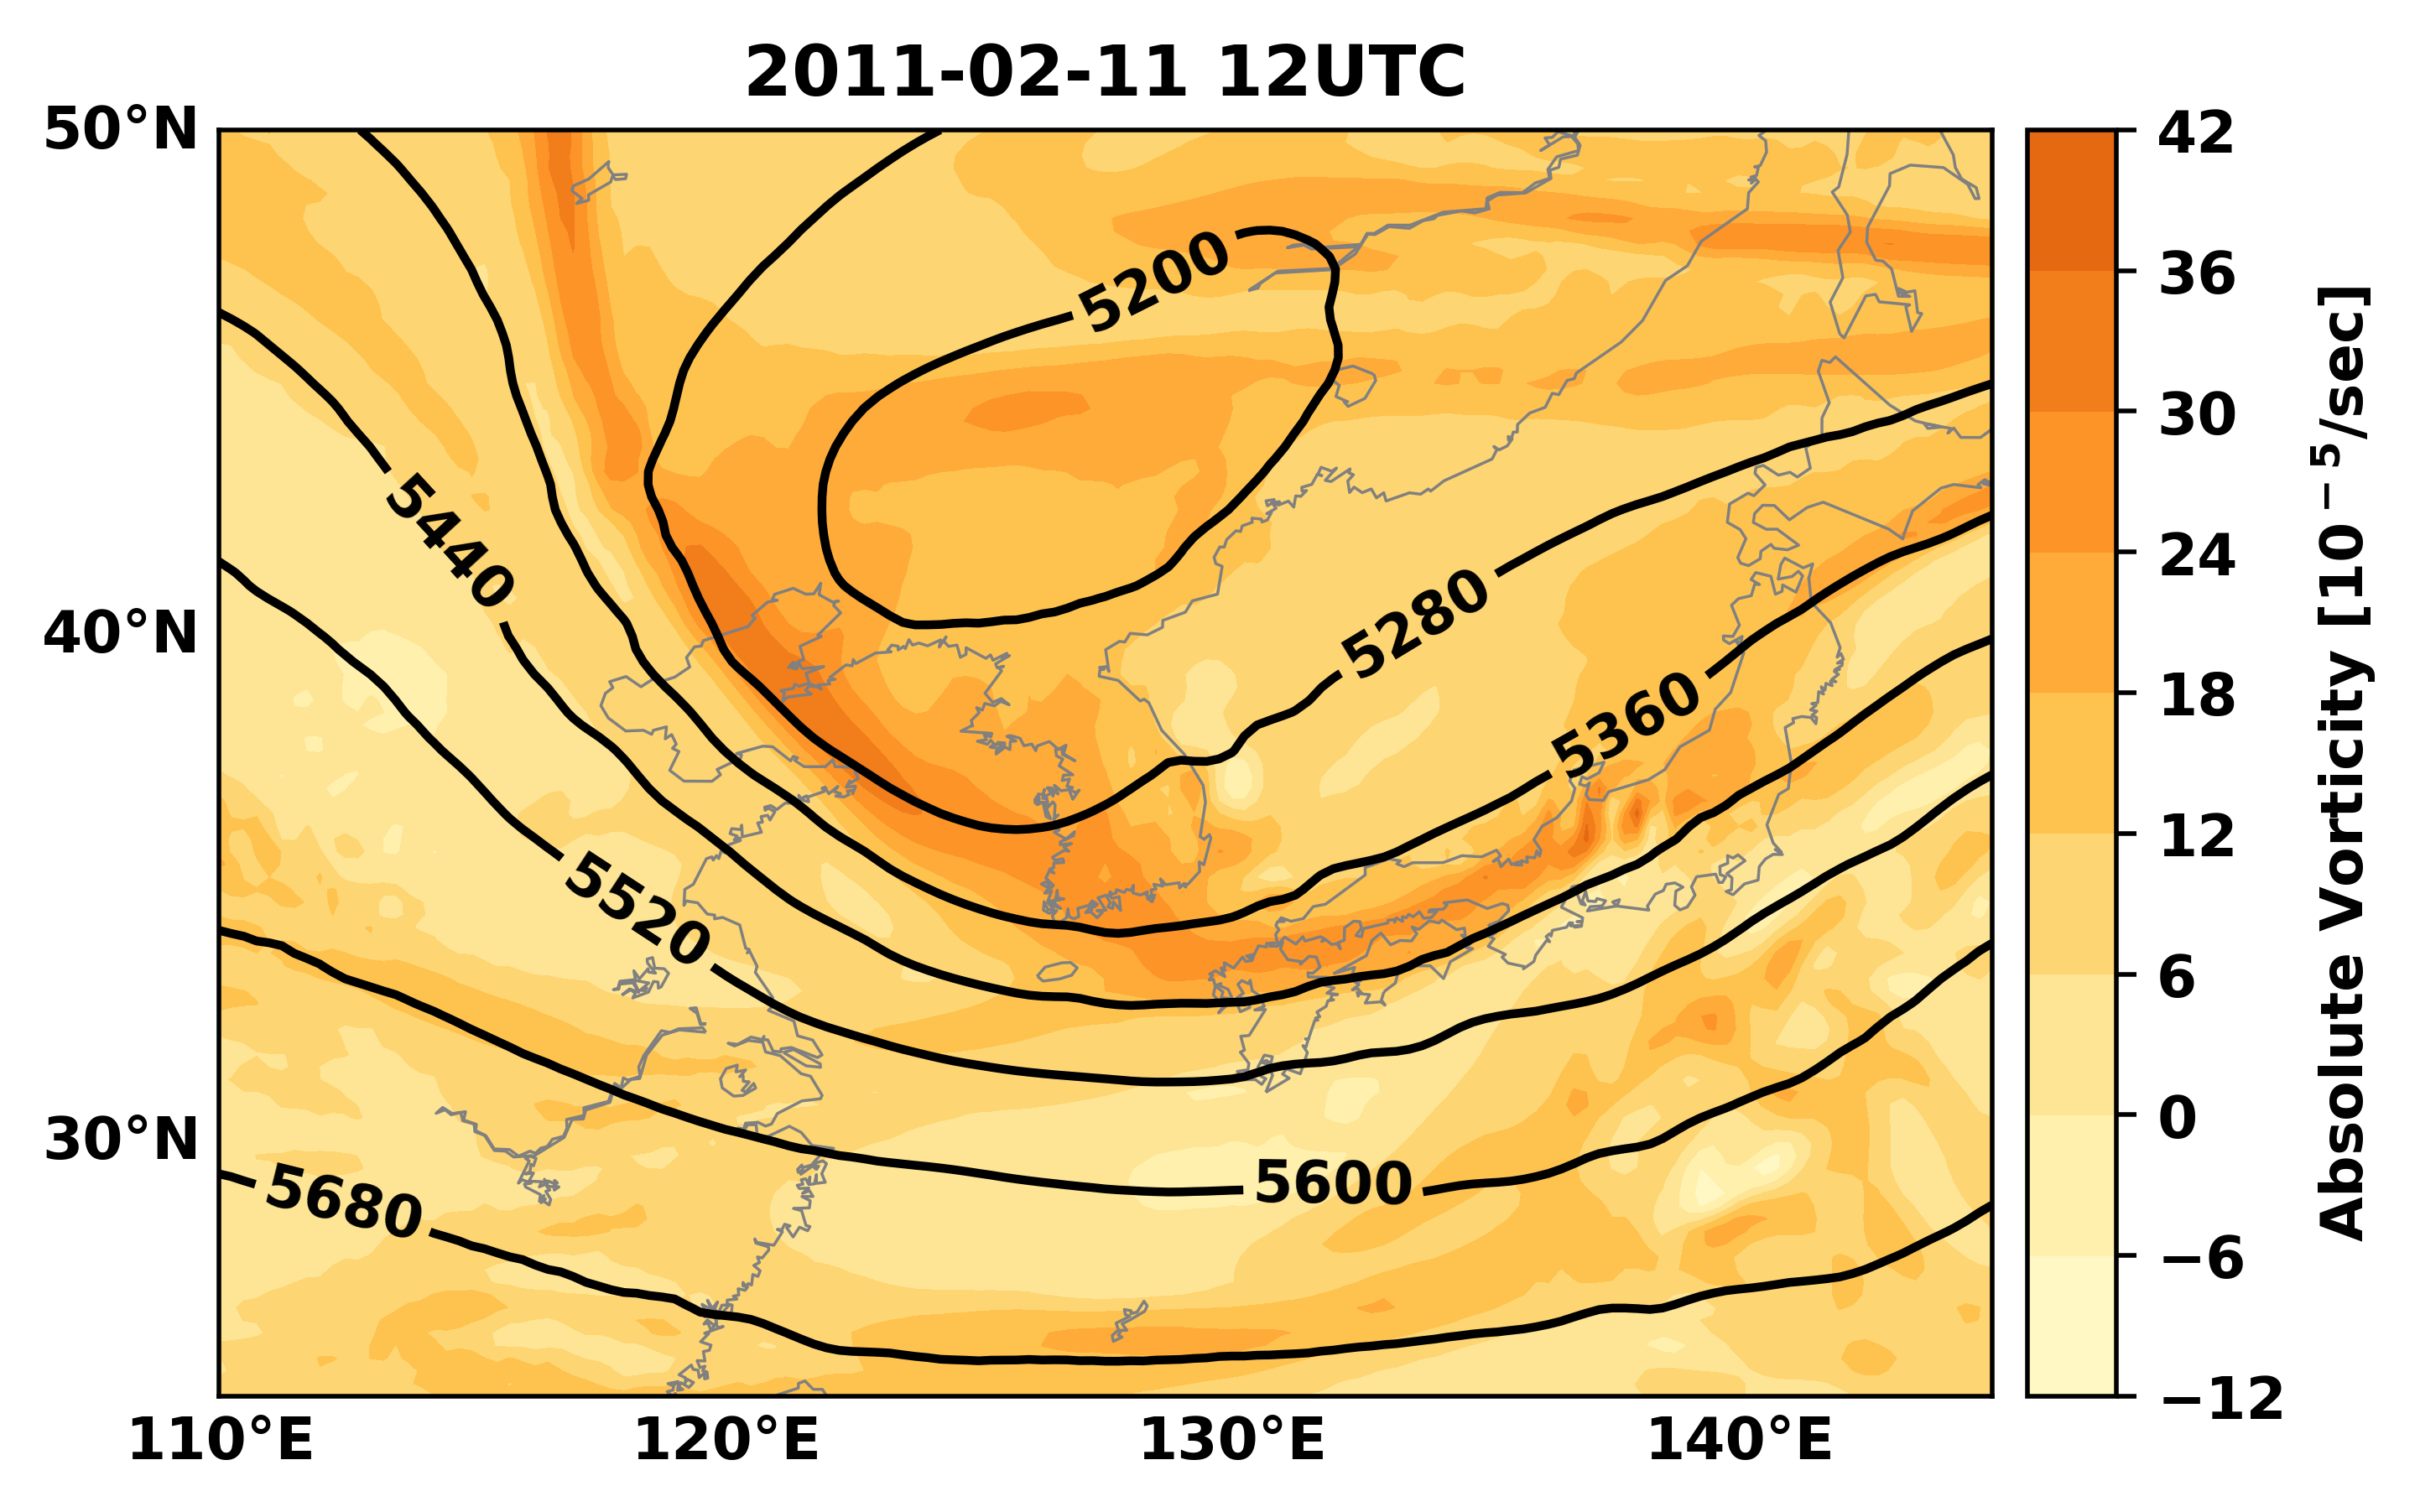 2011-02-11 12UTC
50°N
40°N
30°N
110°E
120°E
130°E
140°E
5200
5280
5360
5440
5520
5600
5680
42
36
30
24
18
12
6
0
−6
−12
Absolute Vorticity [10⁻⁵/sec]